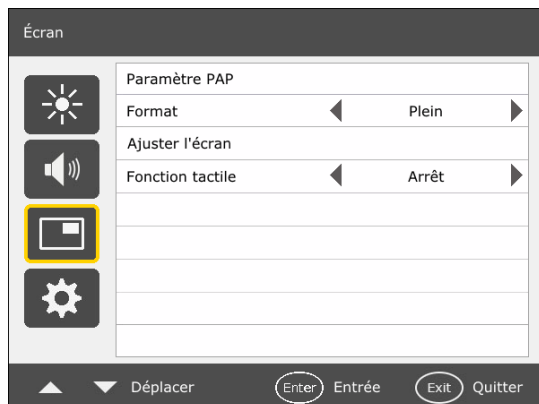 Écran
Paramètre PAP
Format Plein
Ajuster l'écran
Fonction tactile Arrêt
Déplacer Enter Entrée Exit Quitter